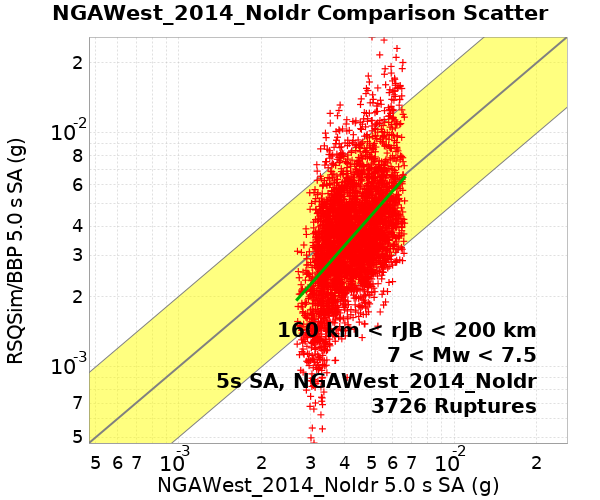 NGAWest_2014_NoIdr Comparison Scatter
RSQSim/BBP 5.0 s SA (g)
2
10-2
8
6
4
3
2
10-3
7
5
160 km < rJB < 200 km
7 < Mw < 7.5
5s SA, NGAWest_2014_NoIdr
3726 Ruptures
5 6 7 10-3 2 3 4 5 6 7 10-2 2
NGAWest_2014_NoIdr 5.0 s SA (g)